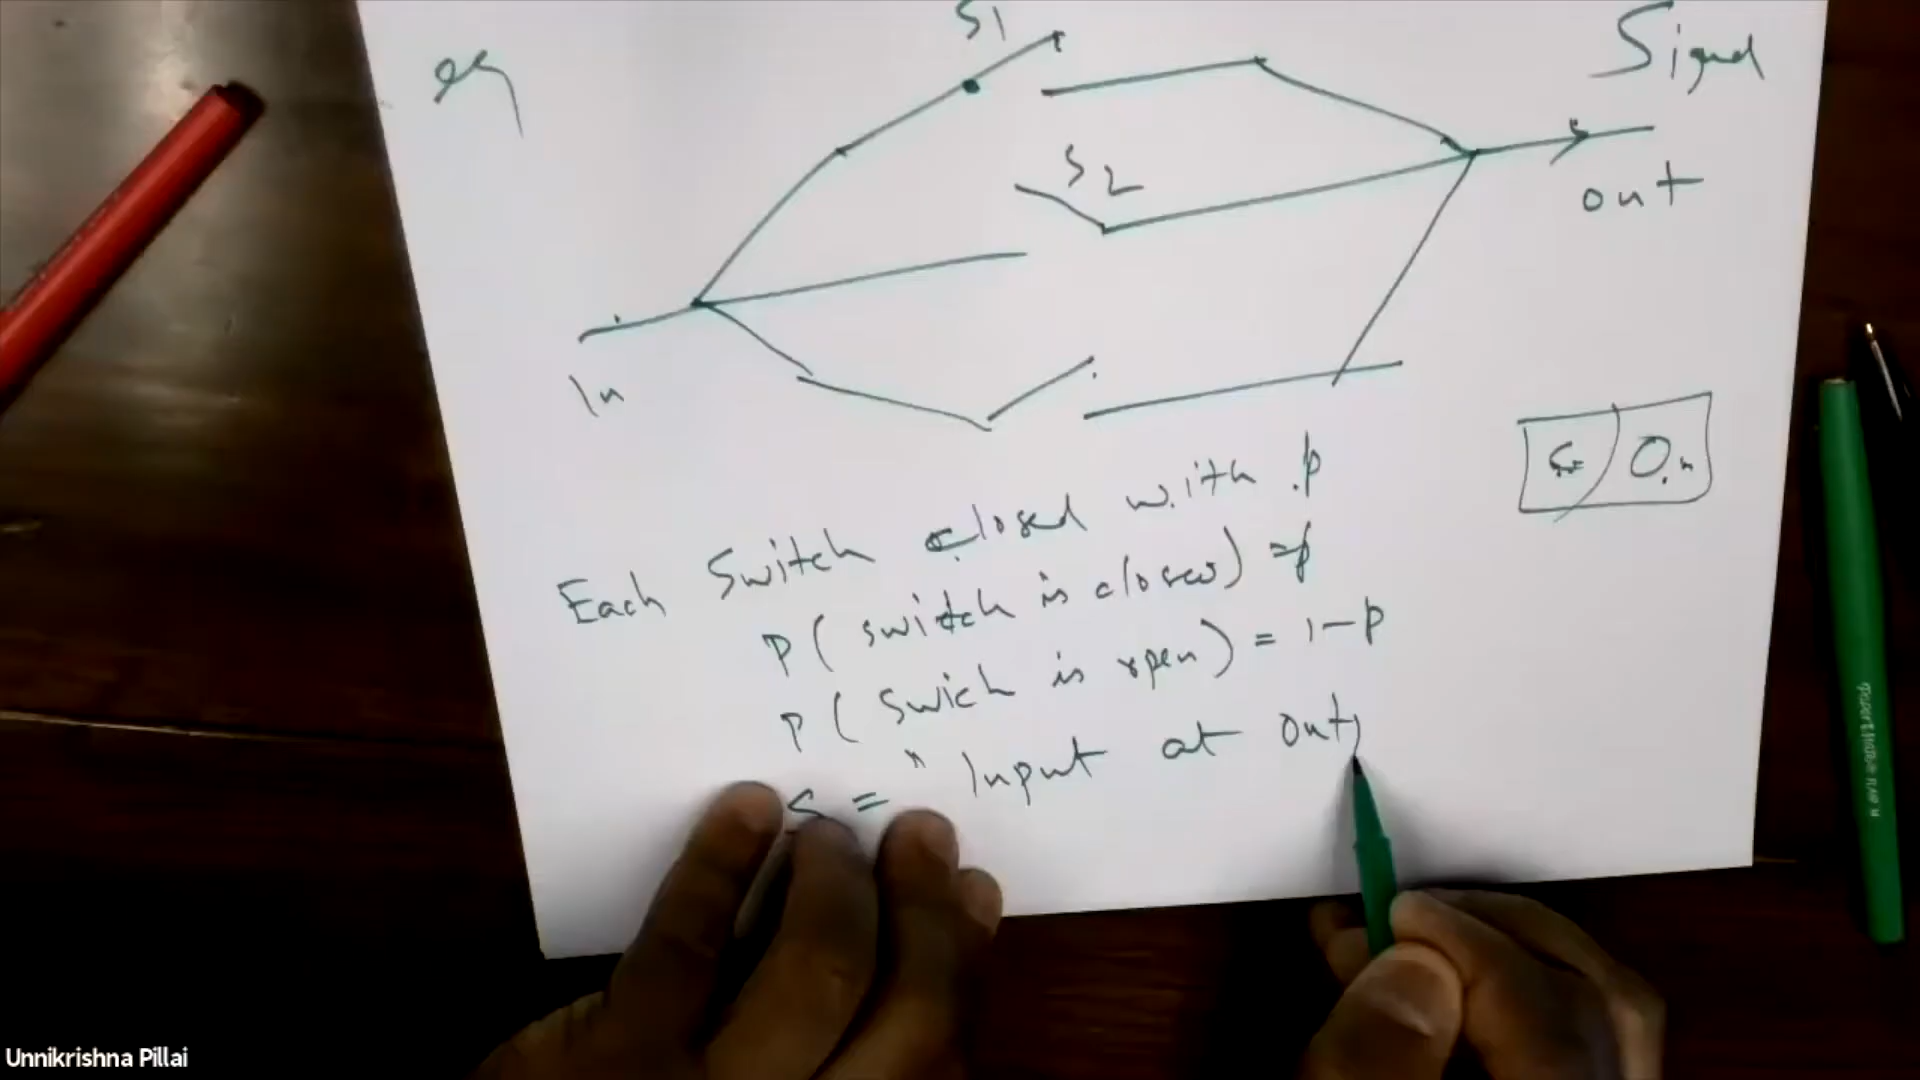 eg
S1
Signal
S2
out
In
Each Switch closed with p
P( switch is closed) = p
P( Swich is open) = 1-p
S = " Input at out
Unnikrishna Pillai